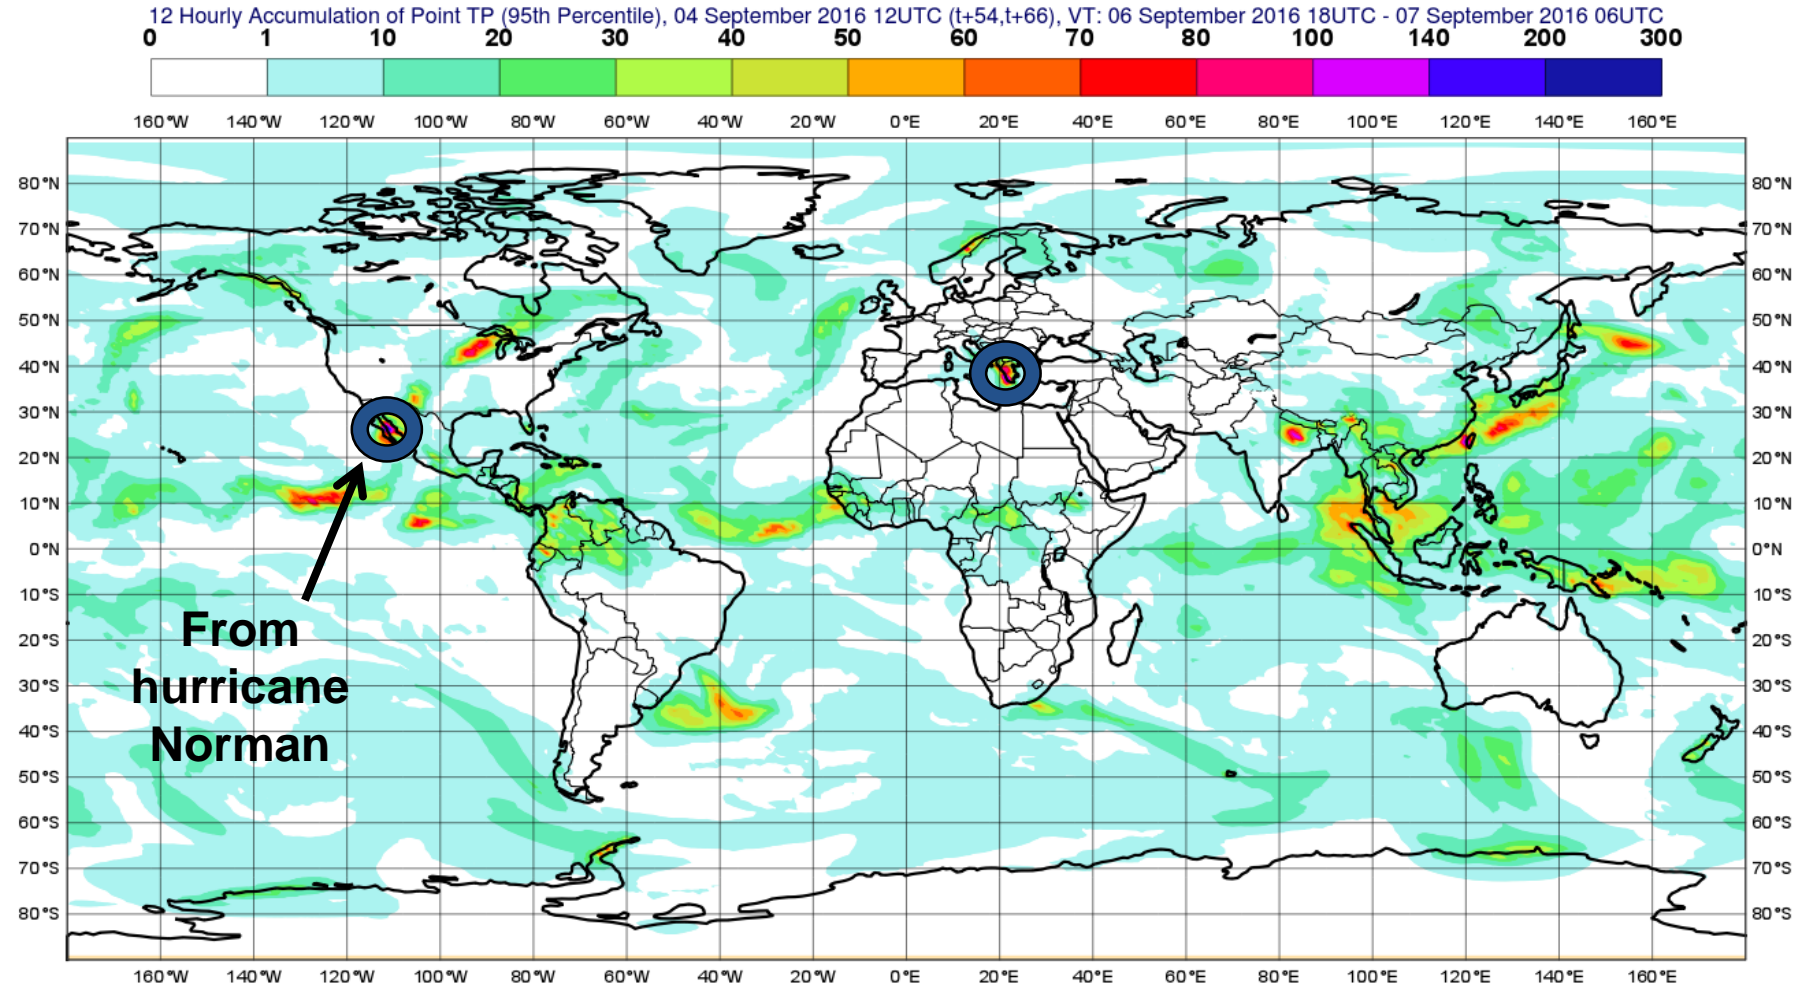 12 Hourly Accumulation of Point TP (95th Percentile), 04 September 2016 12UTC (t+54,t+66), VT: 06 September 2016 18UTC - 07 September 2016 06UTC
0 1 10 20 30 40 50 60 70 80 100 140 200 300
160°W 140°W 120°W 100°W 80°W 60°W 40°W 20°W 0°E 20°E 40°E 60°E 80°E 100°E 120°E 140°E 160°E
80°N 80°N
70°N 70°N
60°N 60°N
50°N 50°N
40°N 40°N
30°N 30°N
20°N 20°N
10°N 10°N
0°N 0°N
10°S 10°S
From
20°S 20°S
hurricane
30°S 30°S
Norman
40°S 40°S
50°S 50°S
60°S 60°S
70°S 70°S
80°S 80°S
160°W 140°W 120°W 100°W 80°W 60°W 40°W 20°W 0°E 20°E 40°E 60°E 80°E 100°E 120°E 140°E 160°E